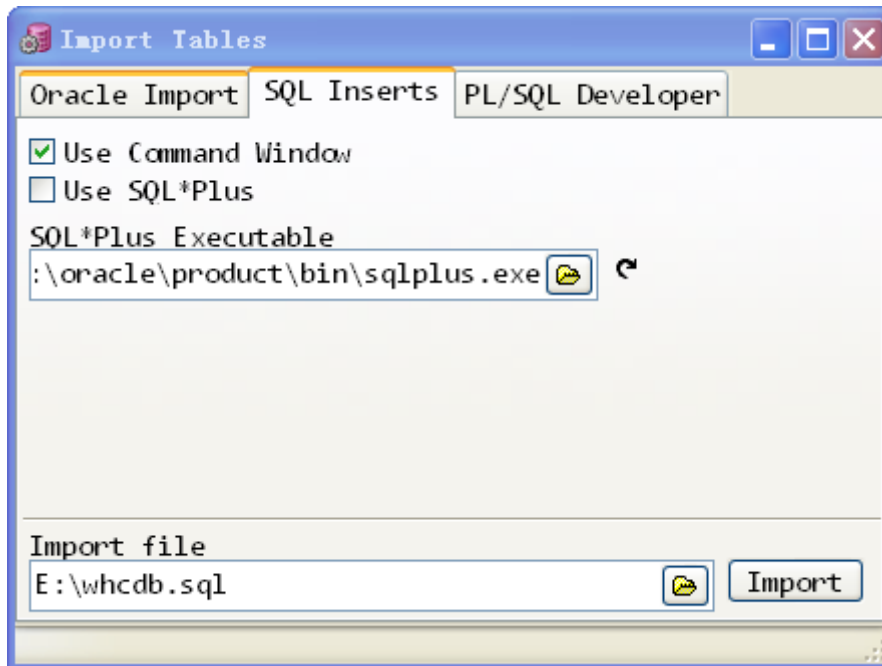 Import Tables
Oracle Import SQL Inserts PL/SQL Developer
Use Command Window
Use SQL*Plus
SQL*Plus Executable
:\oracle\product\bin\sqlplus.exe
Import file
E:\whcdb.sql
Import